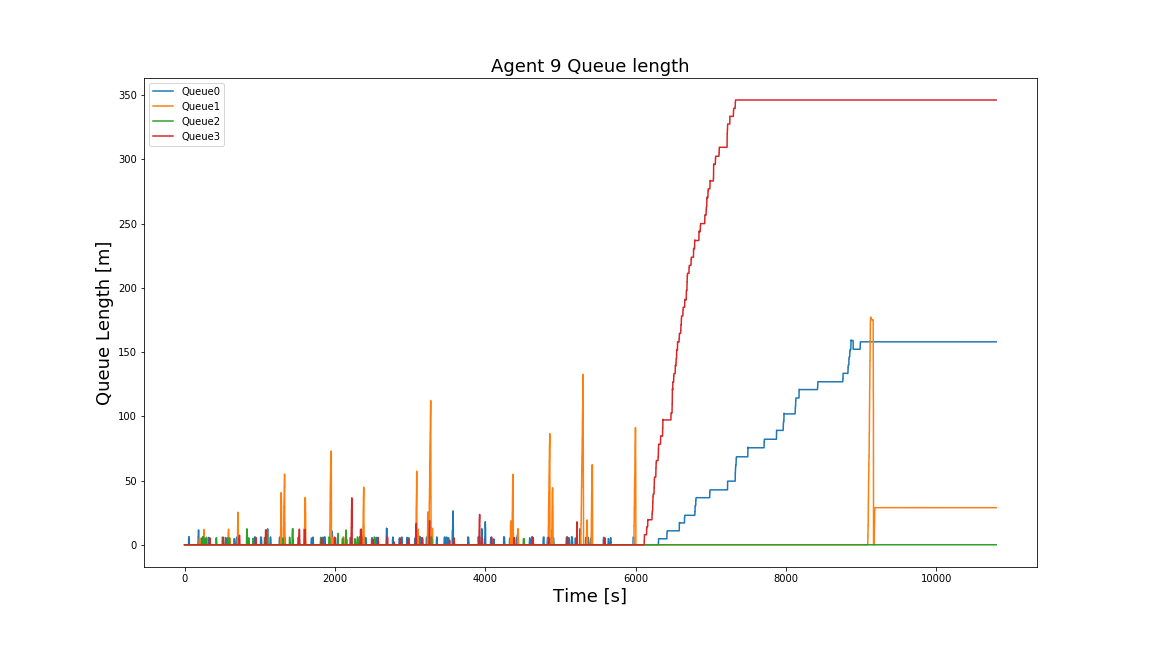 Agent 9 Queue length
Queue0
Queue1
Queue2
Queue3
350
300
250
200
150
100
50
0
Queue Length [m]
0 2000 4000 6000 8000 10000
Time [s]